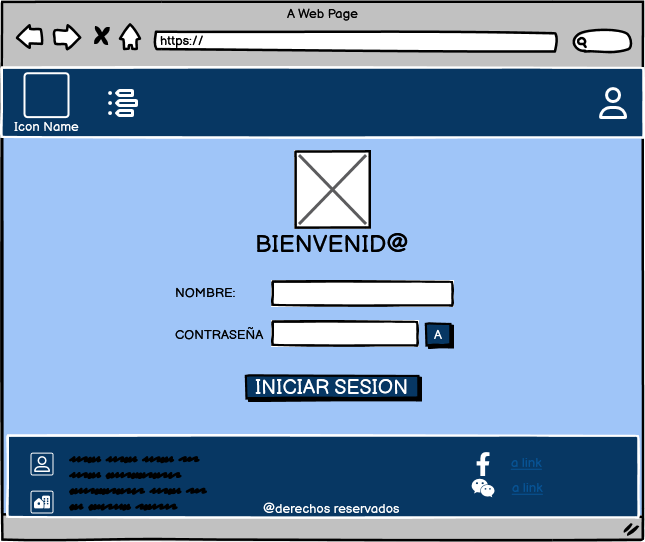 A Web Page
https://
Icon Name
BIENVENID@
NOMBRE:
CONTRASEÑA
A
INICIAR SESION
a link
a link
@derechos reservados